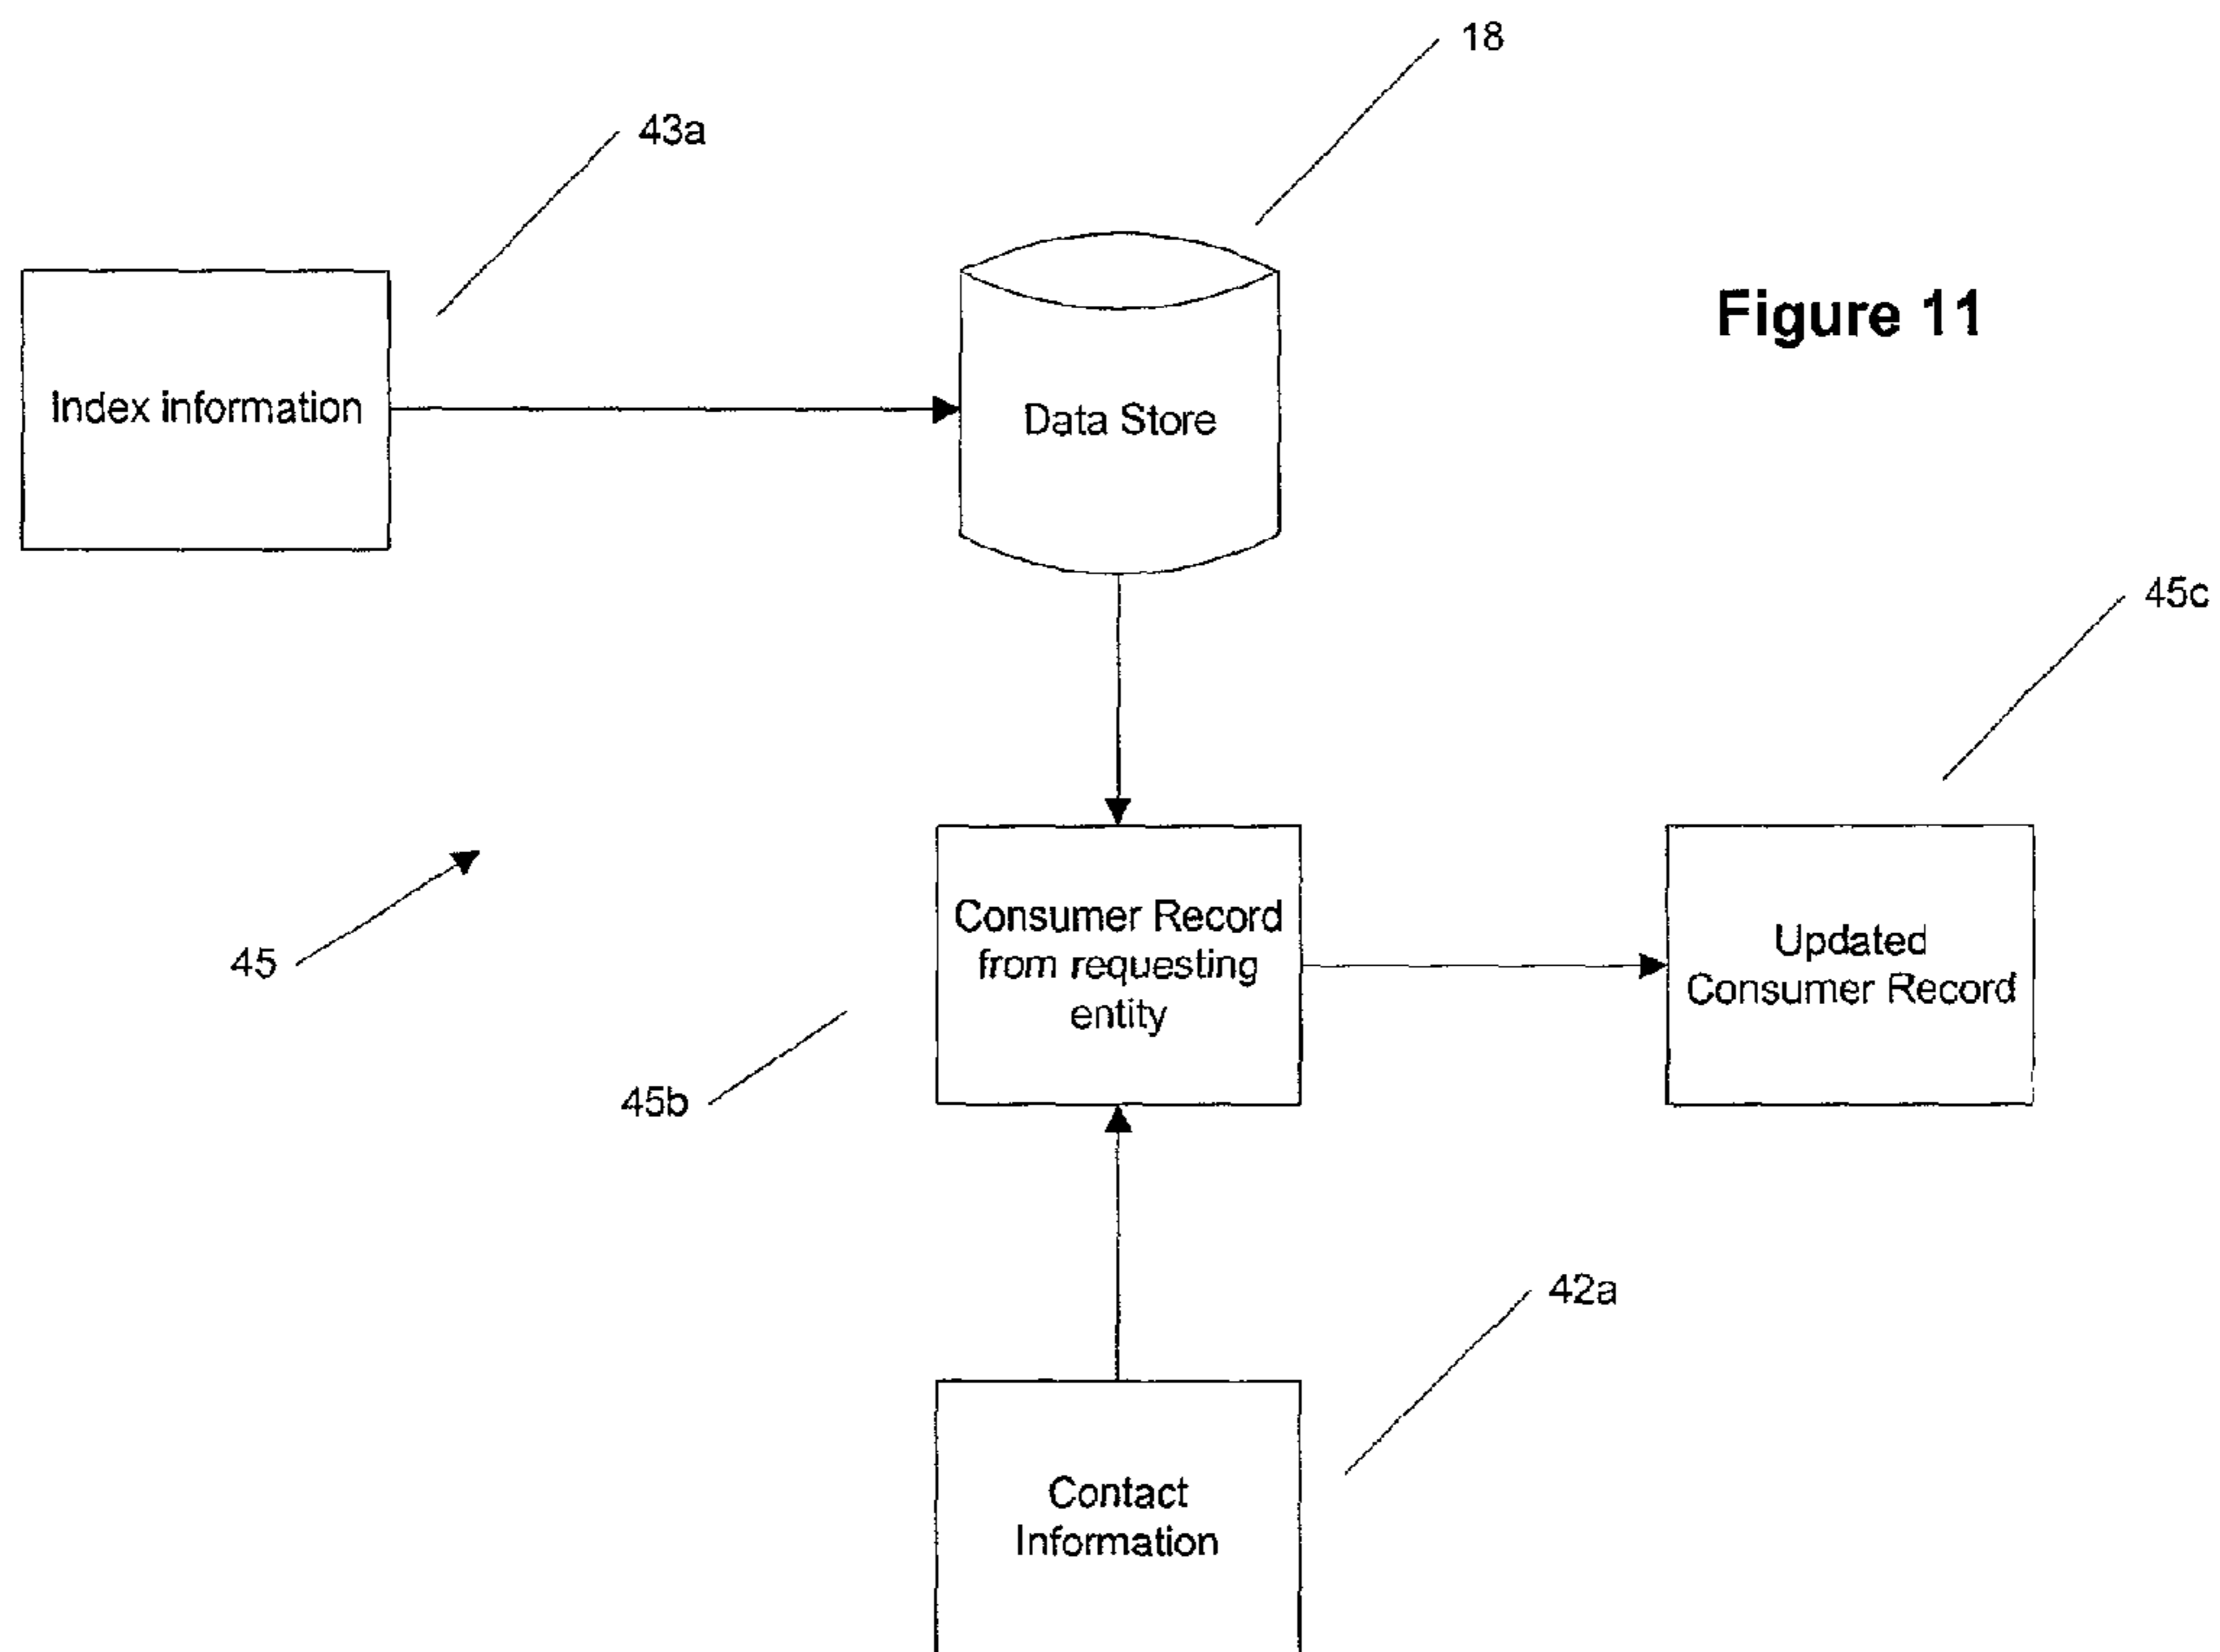 18
43a
Figure 11
Index information
Data Store
45c
Consumer Record
from requesting
entity
Updated
Consumer Record
45
45b
42a
Contact
Information